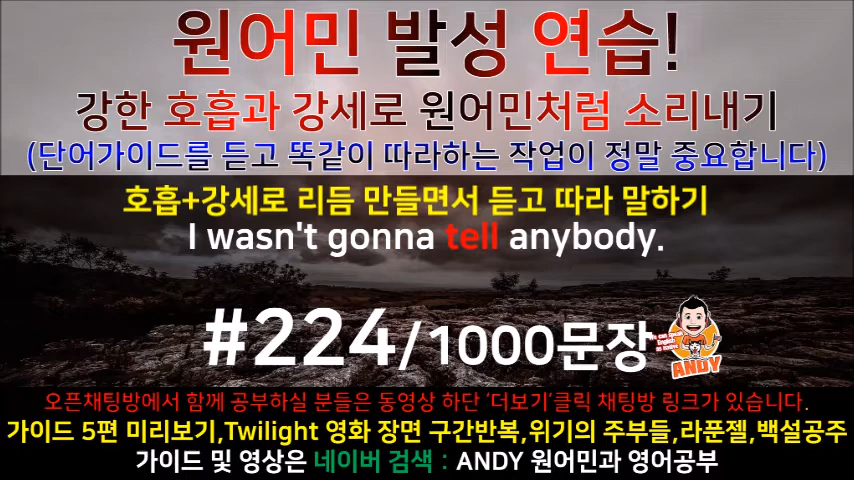 원어민 발성 연습!
강한 호흡과 강세로 원어민처럼 소리내기
(단어가이드를 듣고 똑같이 따라하는 작업이 정말 중요합니다)
호흡+강세로 리듬 만들면서 듣고 따라 말하기
I wasn't gonna tell anybody.
#224/1000문장
ANDY
오픈채팅방에서 함께 공부하실 분들은 동영상 하단 '더보기'클릭 채팅방 링크가 있습니다.
가이드 5편 미리보기,Twilight 영화 장면 구간반복,위기의 주부들,라푼젤,백설공주
가이드 및 영상은 네이버 검색 : ANDY 원어민과 영어공부